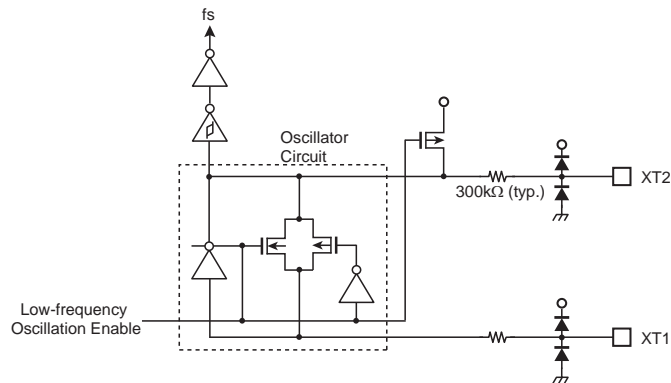 fs
Oscillator
Circuit
300kΩ (typ.)
XT2
Low-frequency
Oscillation Enable
XT1